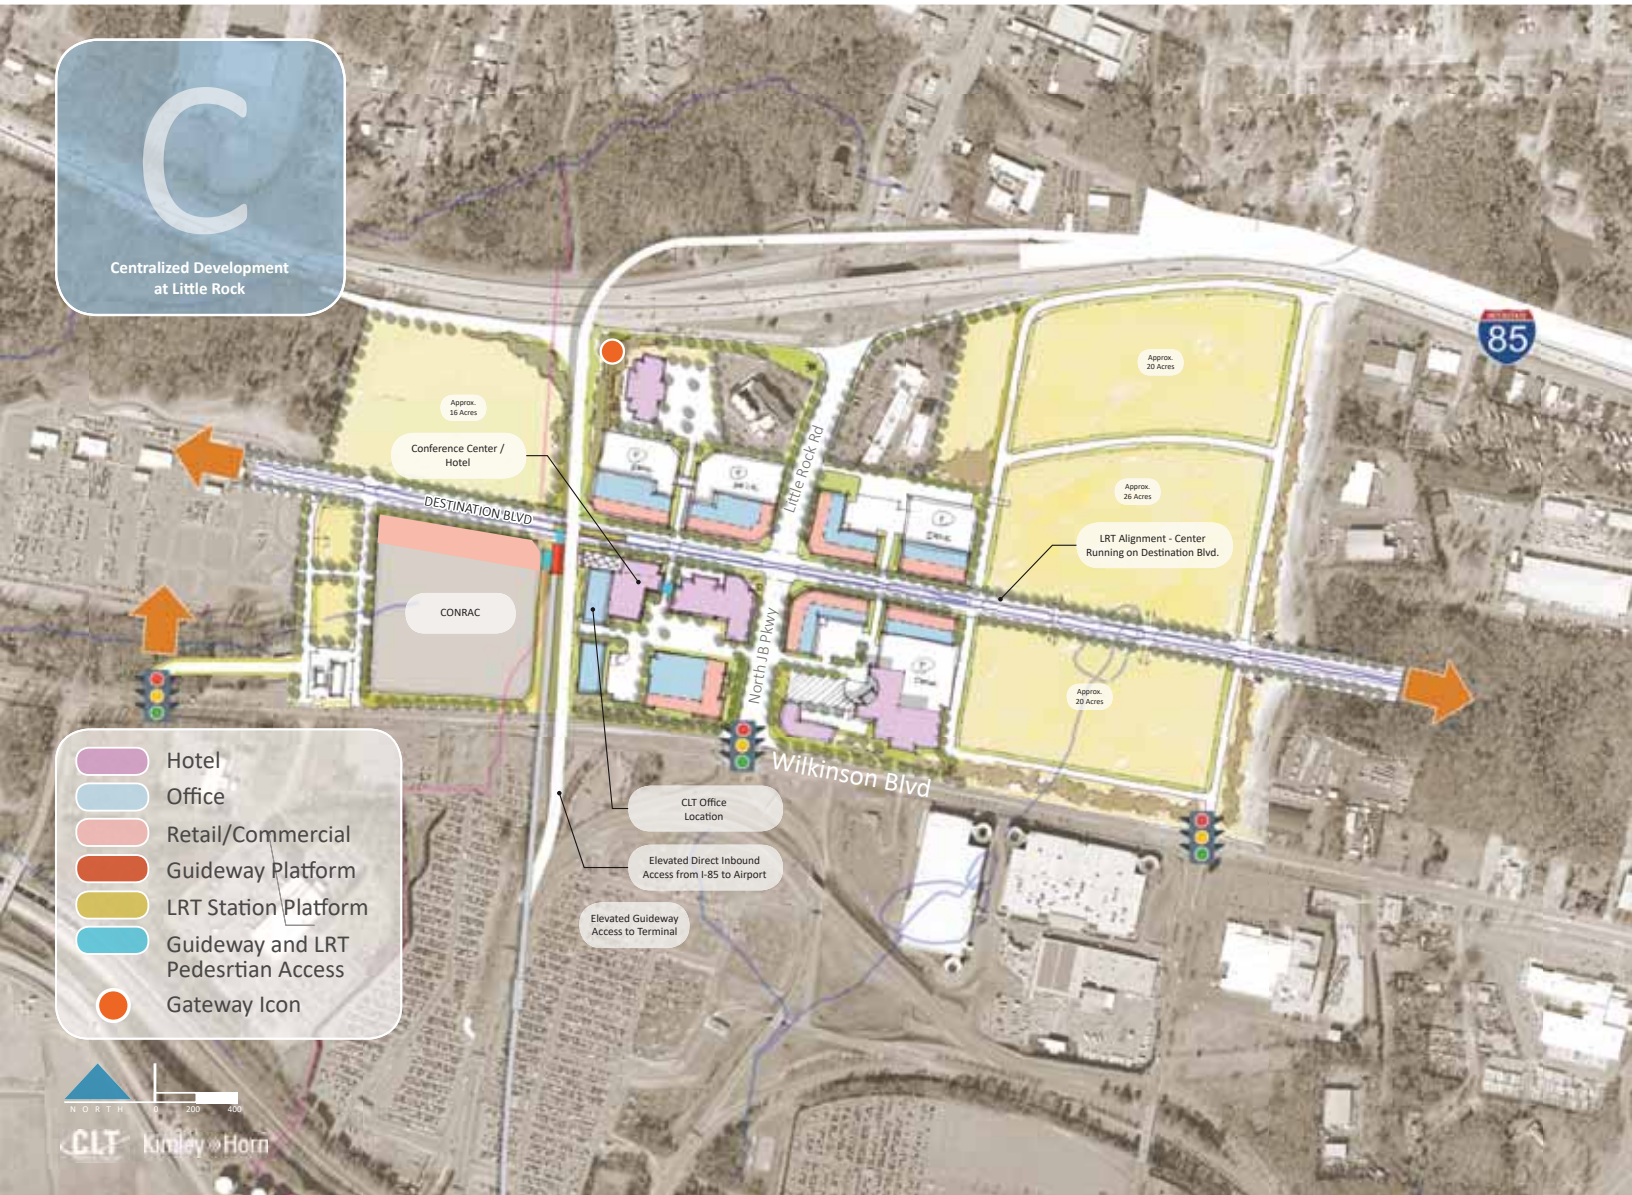 C
Centralized Development
at Little Rock
INTERSTATE
85
Approx.
20 Acres
Approx.
16 Acres
Conference Center /
Hotel
Little Rock Rd
Approx.
26 Acres
DESTINATION BLVD
LRT Alignment - Center
Running on Destination Blvd.
CONRAC
North JB Pkwy
Approx.
20 Acres
Wilkinson Blvd
Hotel
Office
Retail/Commercial
Guideway Platform
LRT Station Platform
Guideway and LRT
Pedesrtian Access
Gateway Icon
CLT Office
Location
Elevated Direct Inbound
Access from I-85 to Airport
Elevated Guideway
Access to Terminal
NORTH
0 200 400
CLT Kimley»Horn